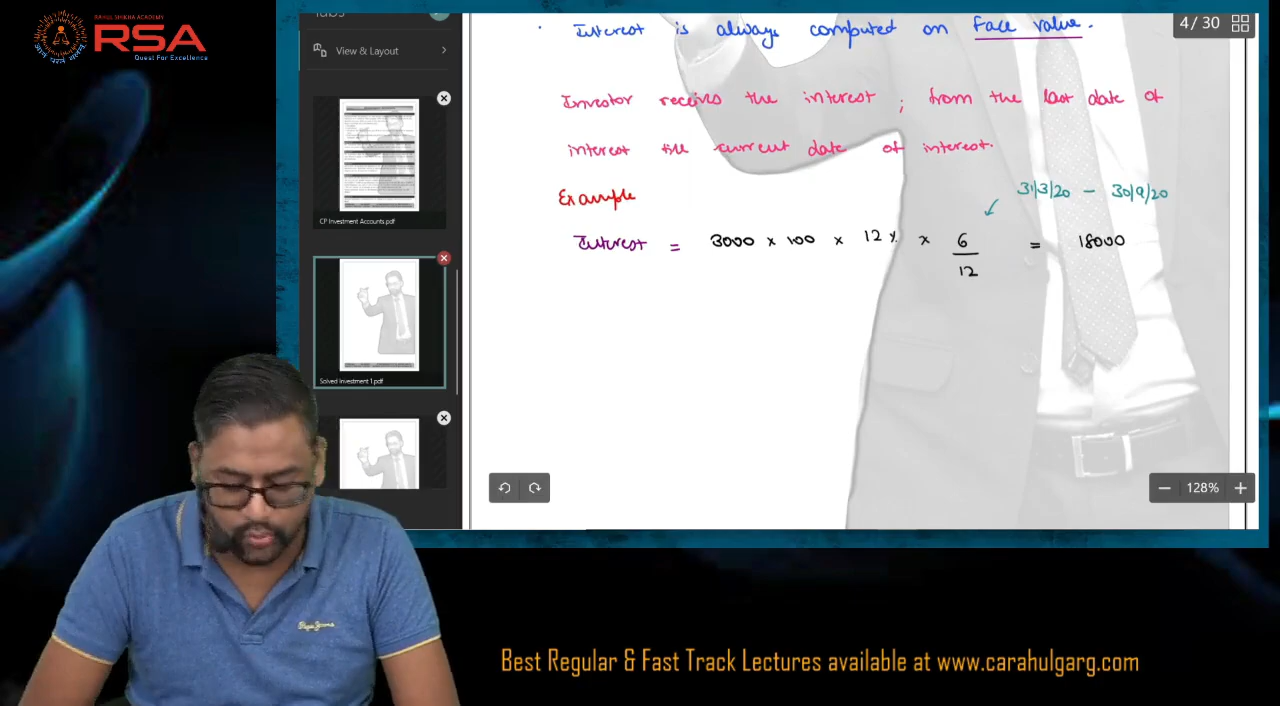 RAHUL SHIKHA ACADEMY
RSA
Quest For Excellence
View & Layout
4 / 30
CP Investment Accounts.pdf
Solved Investment 1.pdf
· Interest is always computed on Face Value.
Investor receives the interest ; from the last date of
interest till current date of interest.
Example
31/3/20 - 30/9/20
Interest = 3000 x 100 x 12% x 6/12 = 18000
128%
Best Regular & Fast Track Lectures available at www.carahulgarg.com